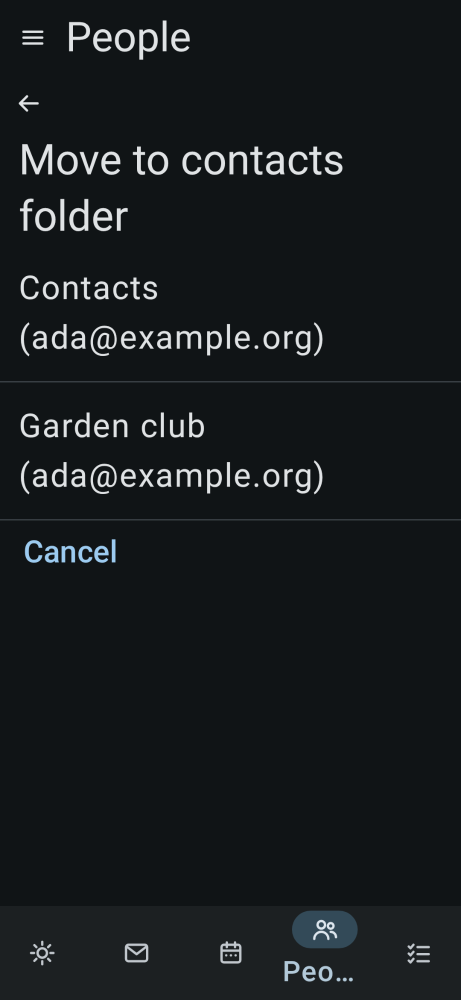 People
Move to contacts
folder
Contacts
(ada@example.org)
Garden club
(ada@example.org)
Cancel
Peo…